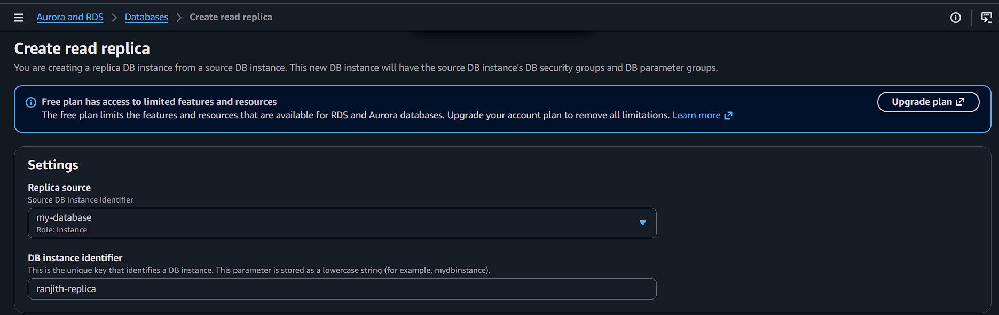 Aurora and RDS > Databases > Create read replica
Create read replica
You are creating a replica DB instance from a source DB instance. This new DB instance will have the source DB instance's DB security groups and DB parameter groups.
Free plan has access to limited features and resources
Upgrade plan
The free plan limits the features and resources that are available for RDS and Aurora databases. Upgrade your account plan to remove all limitations. Learn more
Settings
Replica source
Source DB instance identifier
my-database
Role: Instance
DB instance identifier
This is the unique key that identifies a DB instance. This parameter is stored as a lowercase string (for example, mydbinstance).
ranjith-replica